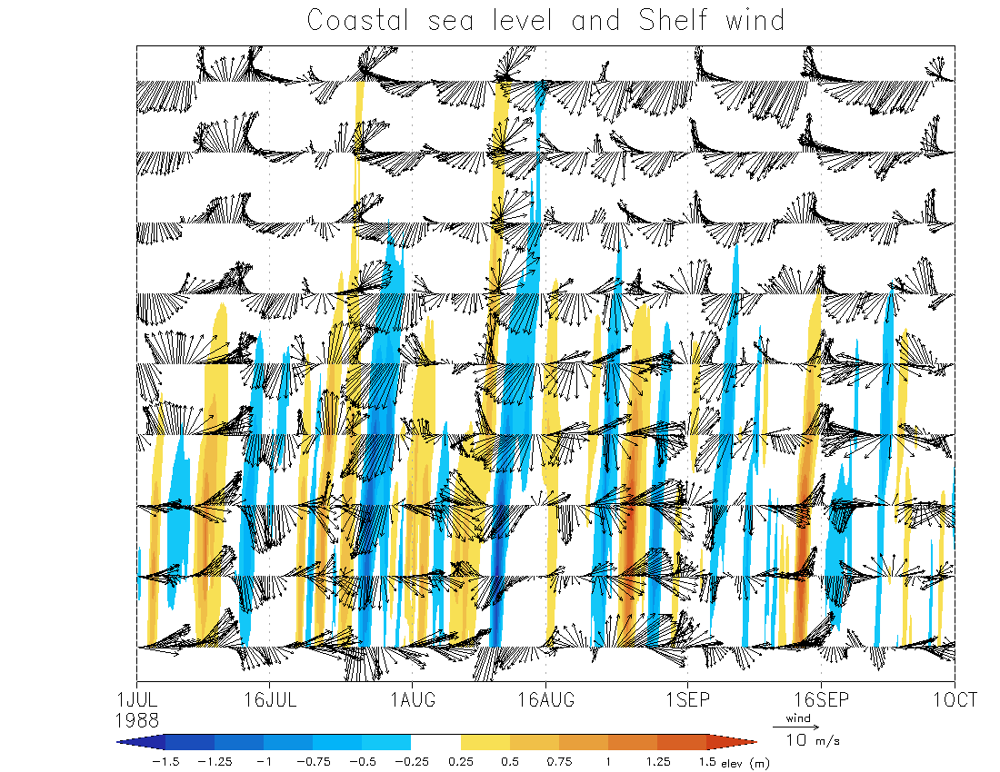 Coastal sea level and Shelf wind
1JUL 16JUL 1AUG 16AUG 1SEP 16SEP 1OCT
1988
wind
10 m/s
-1.5 -1.25 -1 -0.75 -0.5 -0.25 0.25 0.5 0.75 1 1.25 1.5 elev (m)